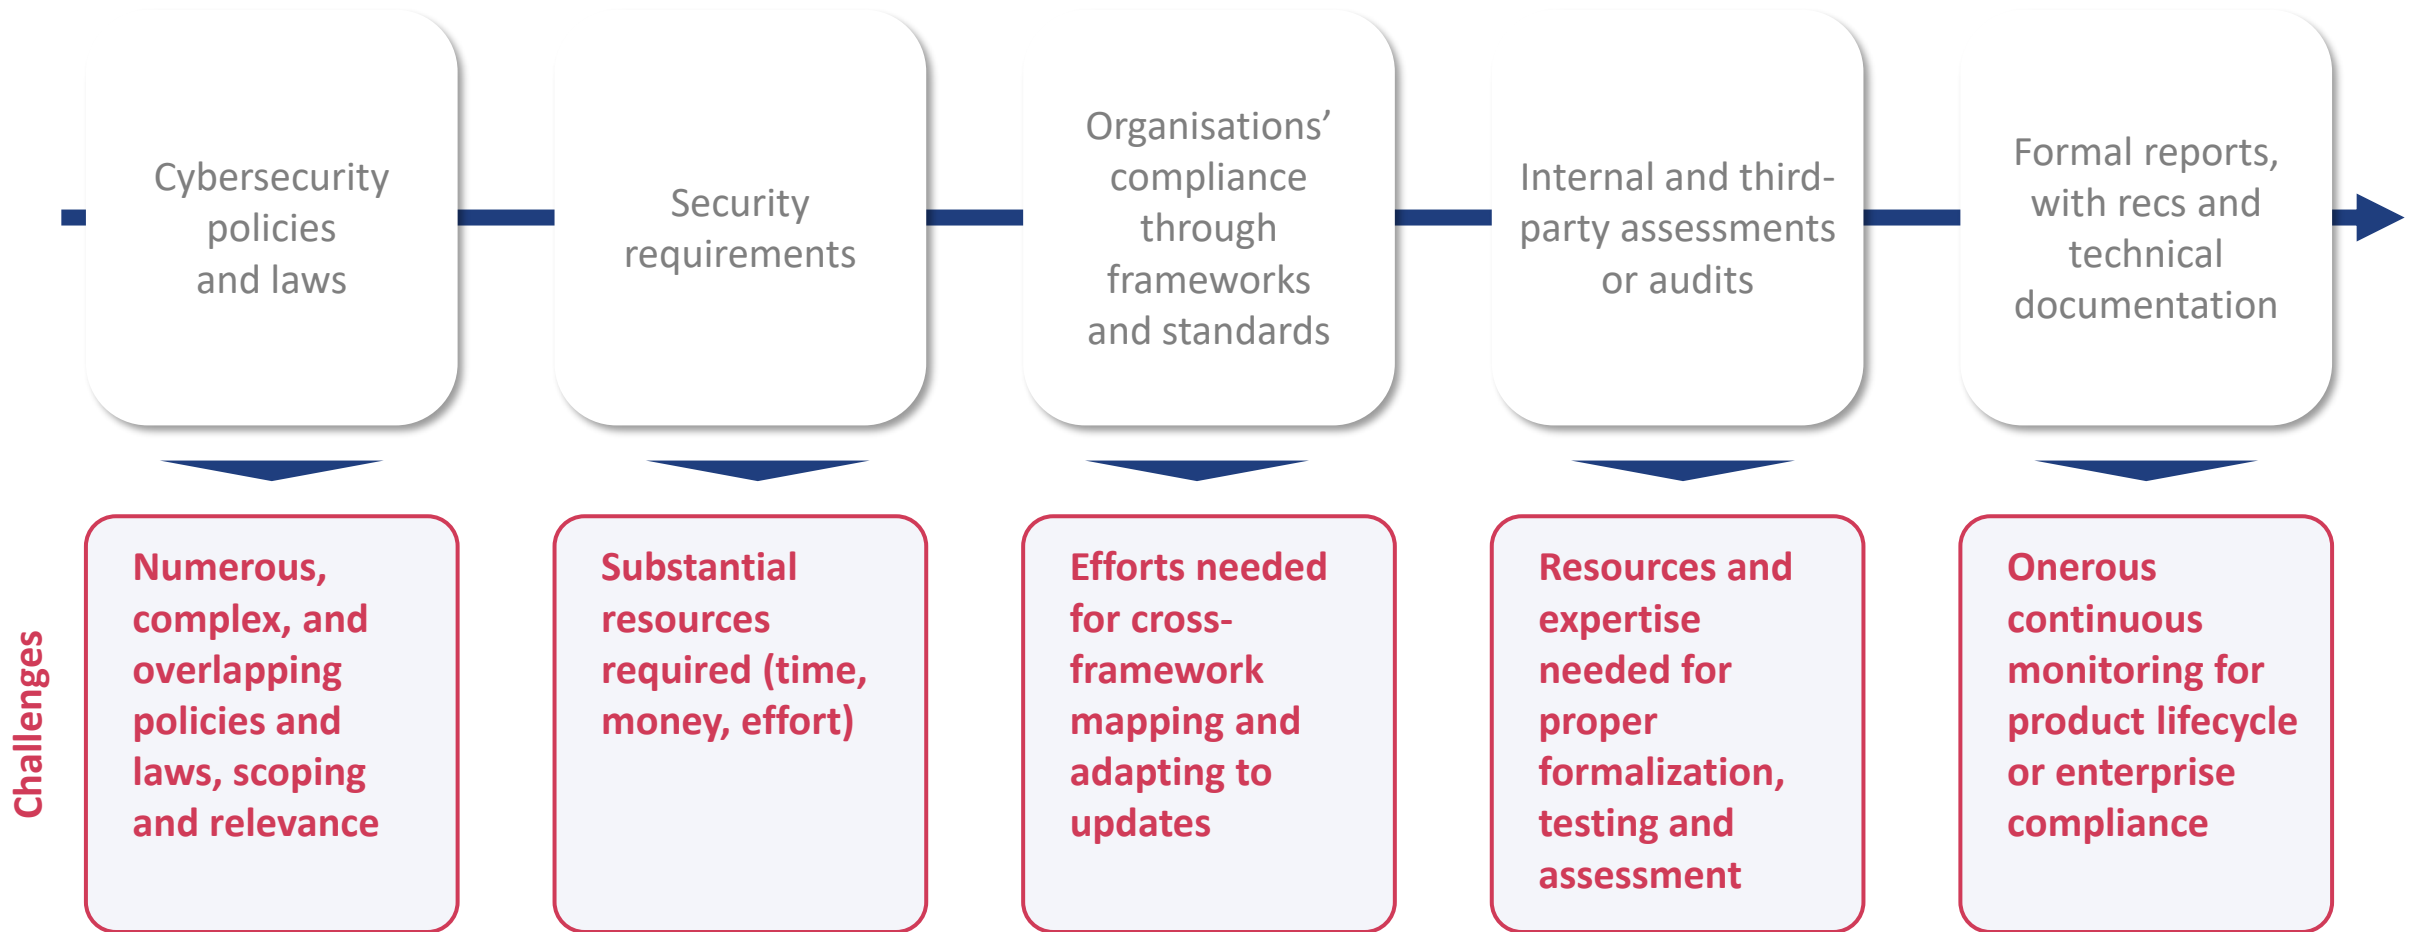 Cybersecurity
policies
and laws
Security
requirements
Organisations’
compliance
through
frameworks
and standards
Internal and third-
party assessments
or audits
Formal reports,
with recs and
technical
documentation
Challenges
Numerous,
complex, and
overlapping
policies and
laws, scoping
and relevance
Substantial
resources
required (time,
money, effort)
Efforts needed
for cross-
framework
mapping and
adapting to
updates
Resources and
expertise
needed for
proper
formalization,
testing and
assessment
Onerous
continuous
monitoring for
product lifecycle
or enterprise
compliance